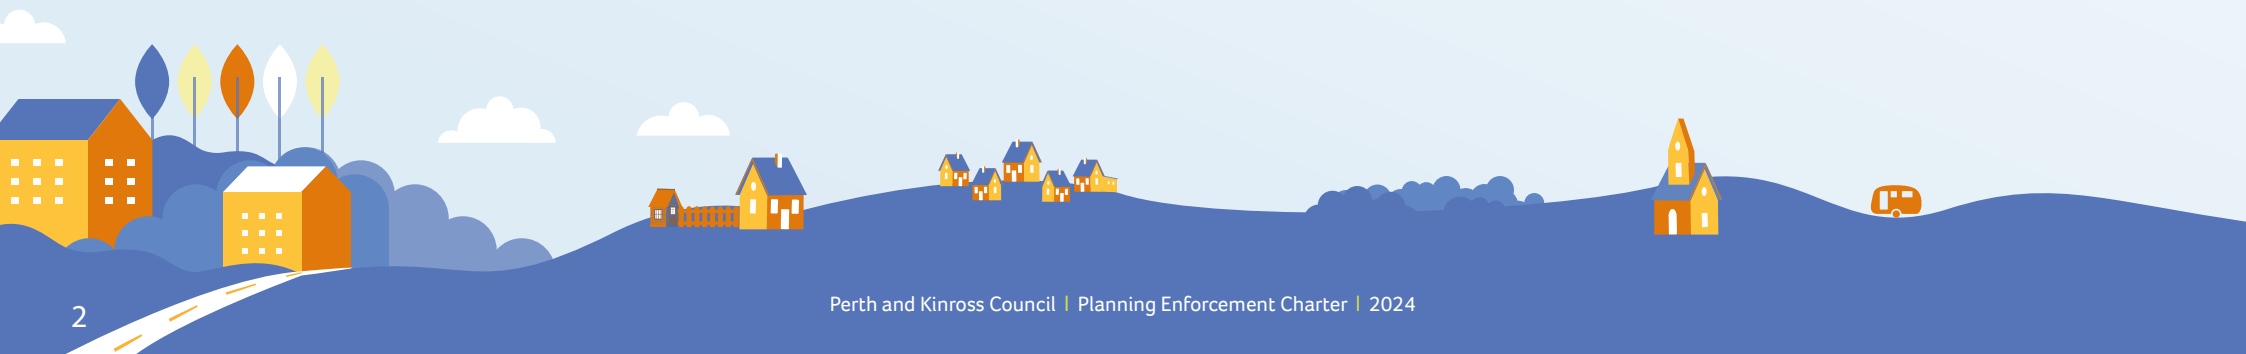 Perth and Kinross Council | Planning Enforcement Charter | 2024
2